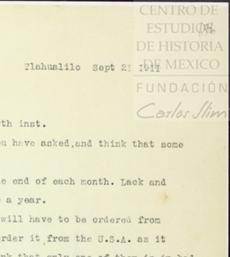 CENTRO DE
ESTUDIOS
DE HISTORIA
DE MEXICO
FUNDACIÓN
Carlos Slim
Tlahualilo Sept 21 1911
th inst.
ou have asked,and think that some
e end of each month. Lack and
a year.
will have to be ordered from
rder it from the U.S.A. as it